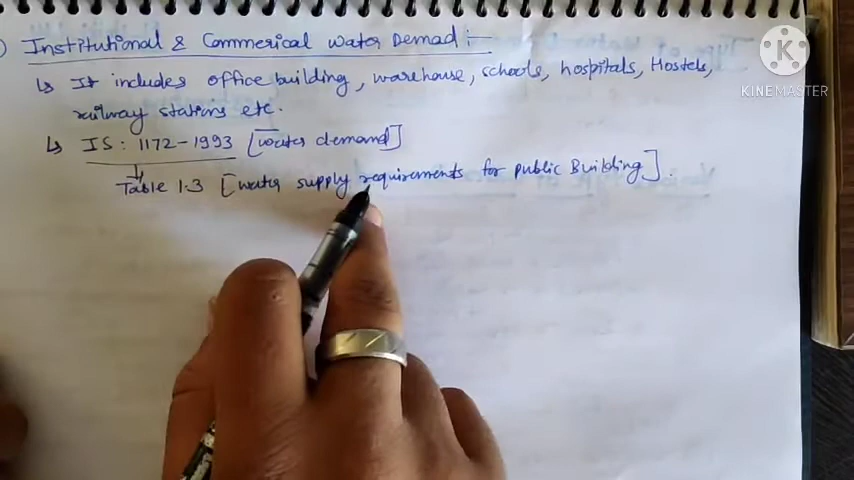 ) Institutional & Commerical Water Demad :-
↳ It includes office building, warehouse, schools, hospitals, Hostels,
railway stations etc.
↳ IS: 1172-1993 [water demand]
Table 1.3 [water supply requirements for public Building].
KINEMASTER